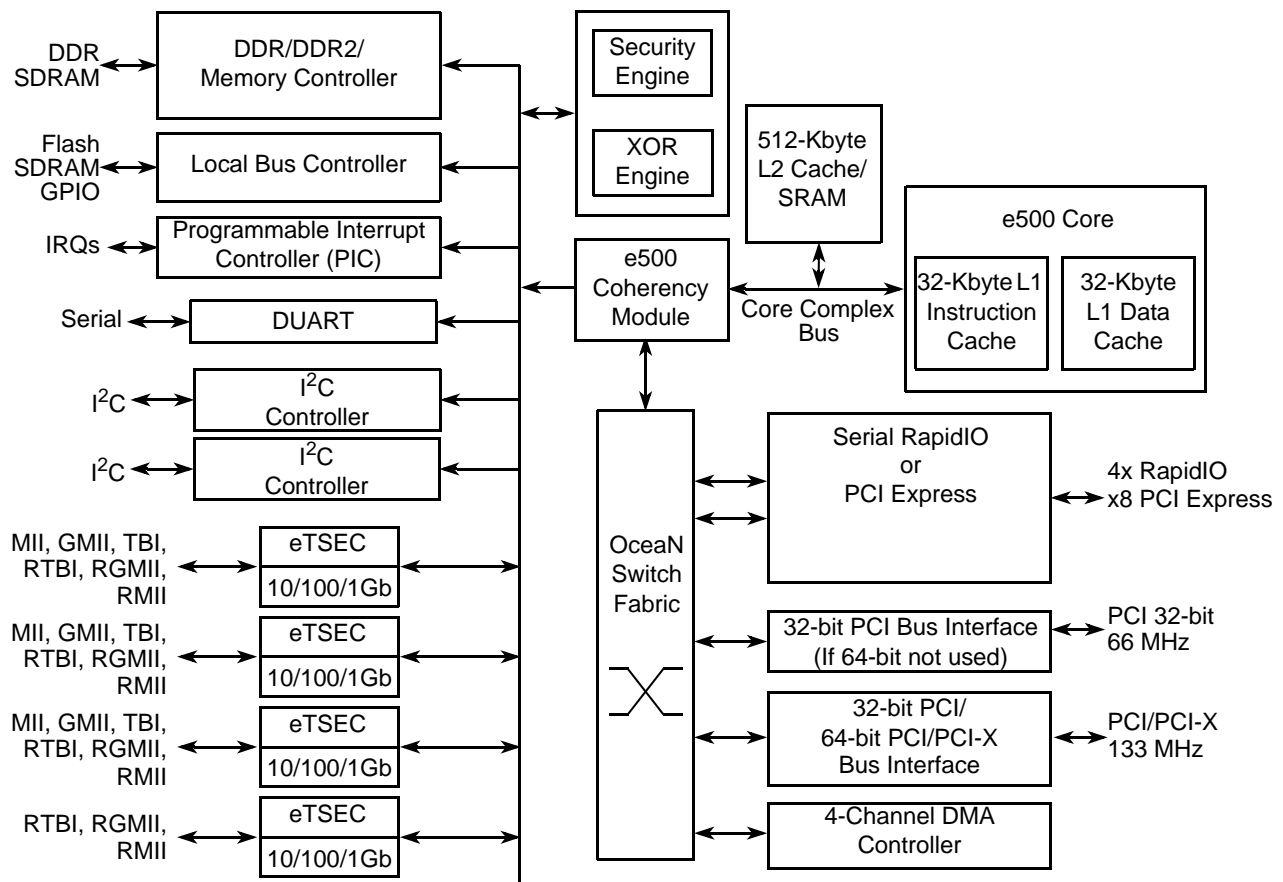 DDR
SDRAM
DDR/DDR2/
Memory Controller
Flash
SDRAM
GPIO
Local Bus Controller
IRQs
Programmable Interrupt
Controller (PIC)
Serial
DUART
I²C
I²C
Controller
I²C
I²C
Controller
MII, GMII, TBI,
RTBI, RGMII,
RMII
eTSEC
10/100/1Gb
MII, GMII, TBI,
RTBI, RGMII,
RMII
eTSEC
10/100/1Gb
MII, GMII, TBI,
RTBI, RGMII,
RMII
eTSEC
10/100/1Gb
RTBI, RGMII,
RMII
eTSEC
10/100/1Gb
Security
Engine
XOR
Engine
e500
Coherency
Module
512-Kbyte
L2 Cache/
SRAM
Core Complex
Bus
e500 Core
32-Kbyte L1
Instruction
Cache
32-Kbyte
L1 Data
Cache
OceaN
Switch
Fabric
Serial RapidIO
or
PCI Express
4x RapidIO
x8 PCI Express
32-bit PCI Bus Interface
(If 64-bit not used)
PCI 32-bit
66 MHz
32-bit PCI/
64-bit PCI/PCI-X
Bus Interface
PCI/PCI-X
133 MHz
4-Channel DMA
Controller